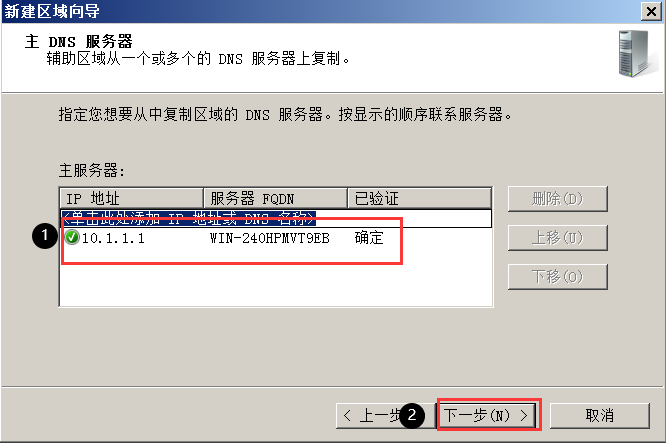 新建区域向导
主 DNS 服务器
辅助区域从一个或多个的 DNS 服务器上复制。
指定您想要从中复制区域的 DNS 服务器。按显示的顺序联系服务器。
主服务器:
IP 地址 服务器 FQDN 已验证
<单击此处添加 IP 地址或 DNS 名称>
1 10.1.1.1 WIN-240HPMVT9EB 确定
删除(D)
上移(U)
下移(O)
< 上一步 2 下一步(N) > 取消